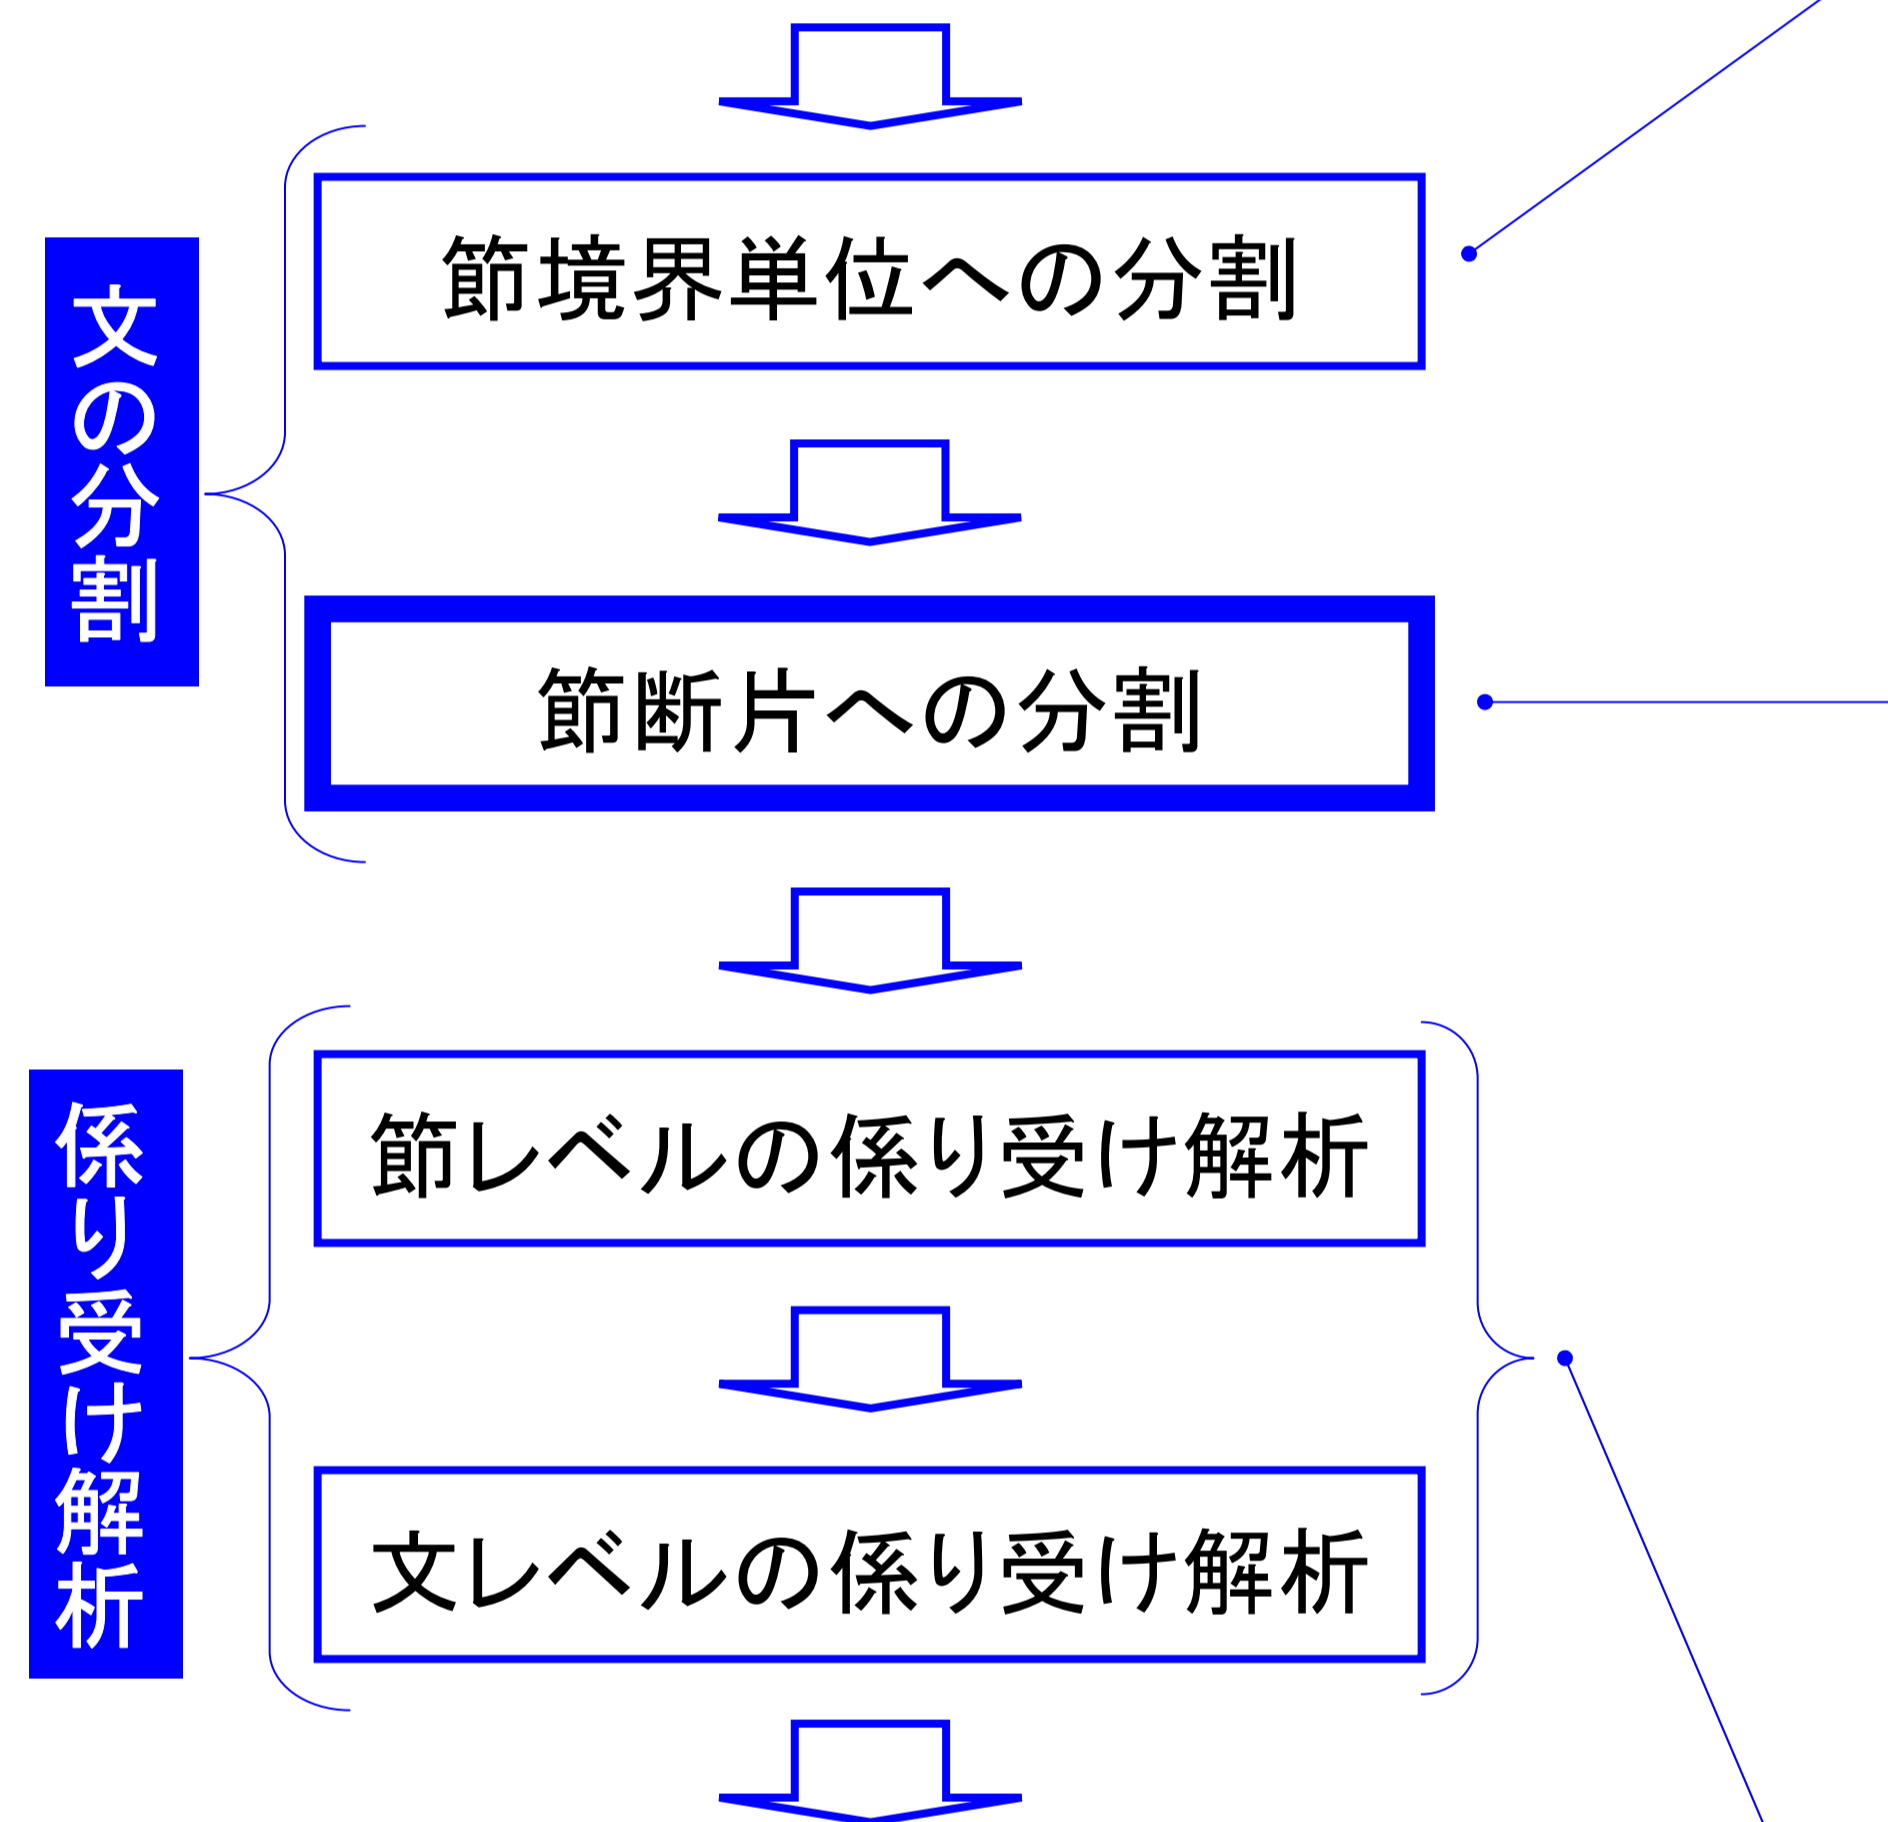 文の分割
節境界単位への分割
節断片への分割
係り受け解析
節レベルの係り受け解析
文レベルの係り受け解析